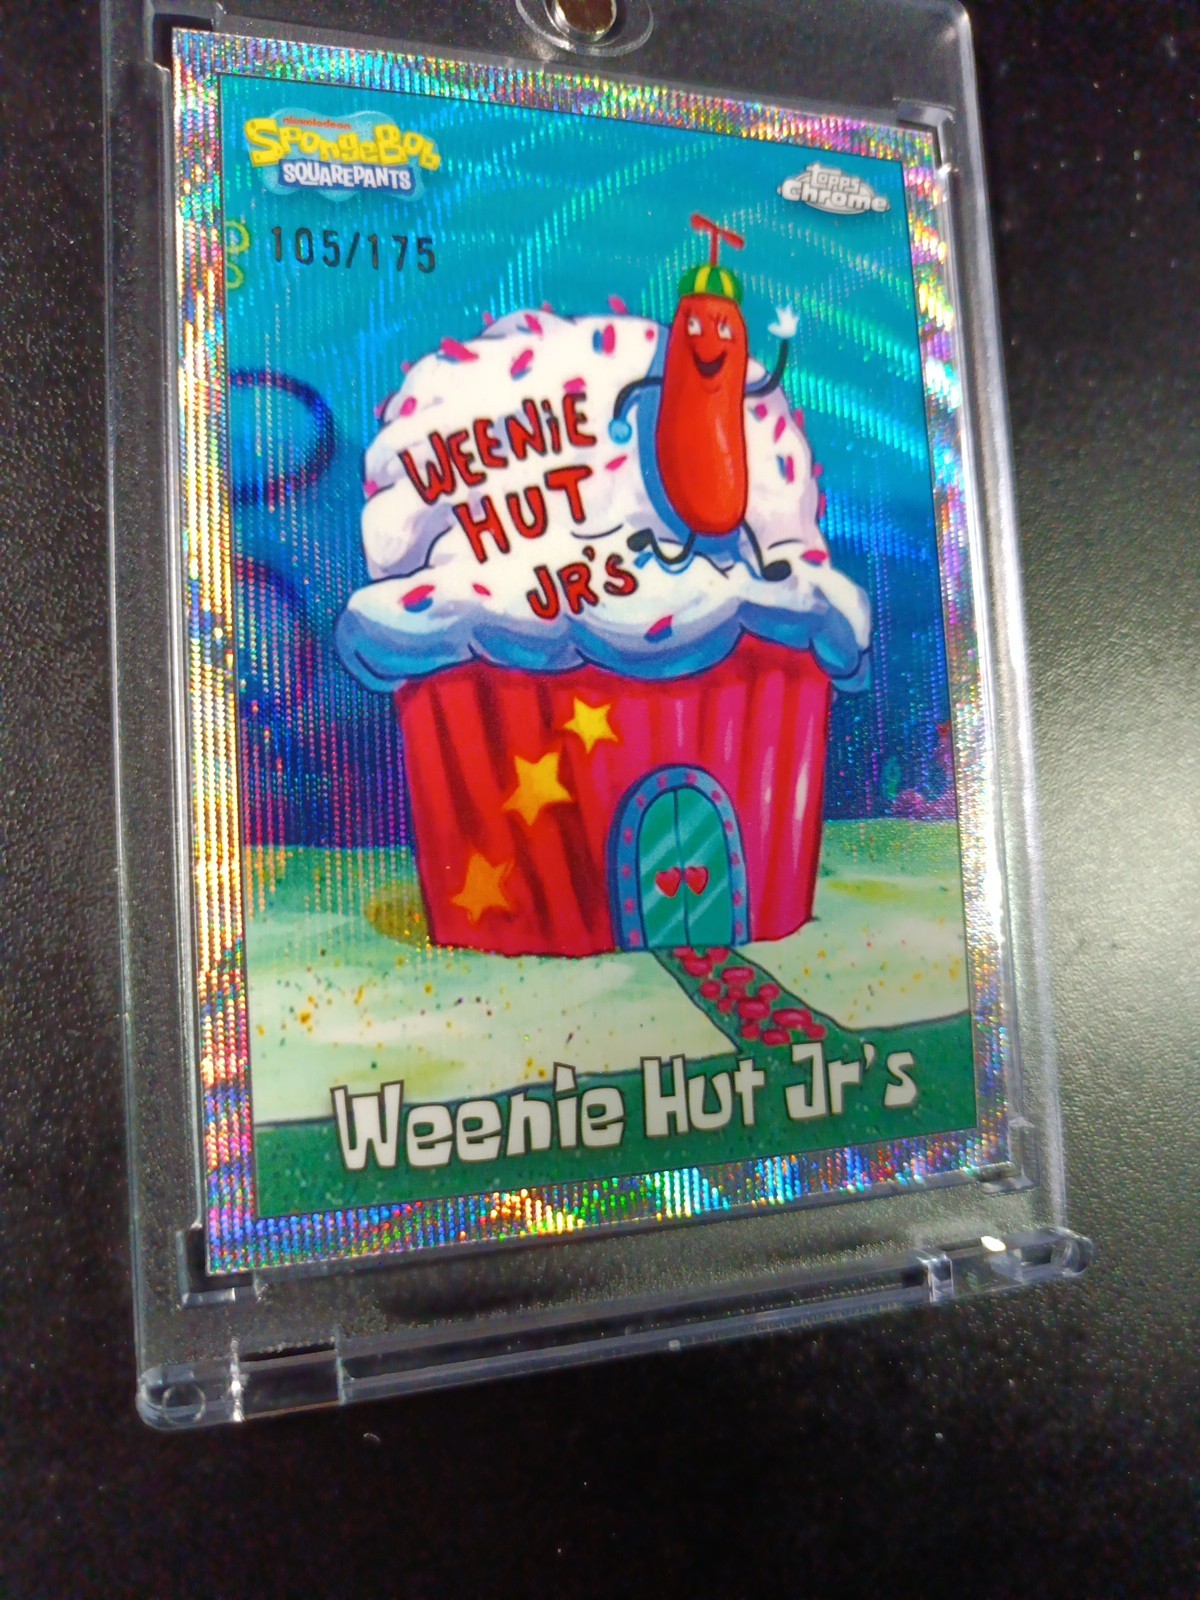 nickelodeon
SPONGEBOB
SQUAREPANTS
Topps
Chrome
105/175
WEENiE
HUT
JR'S
Weenie Hut Jr's